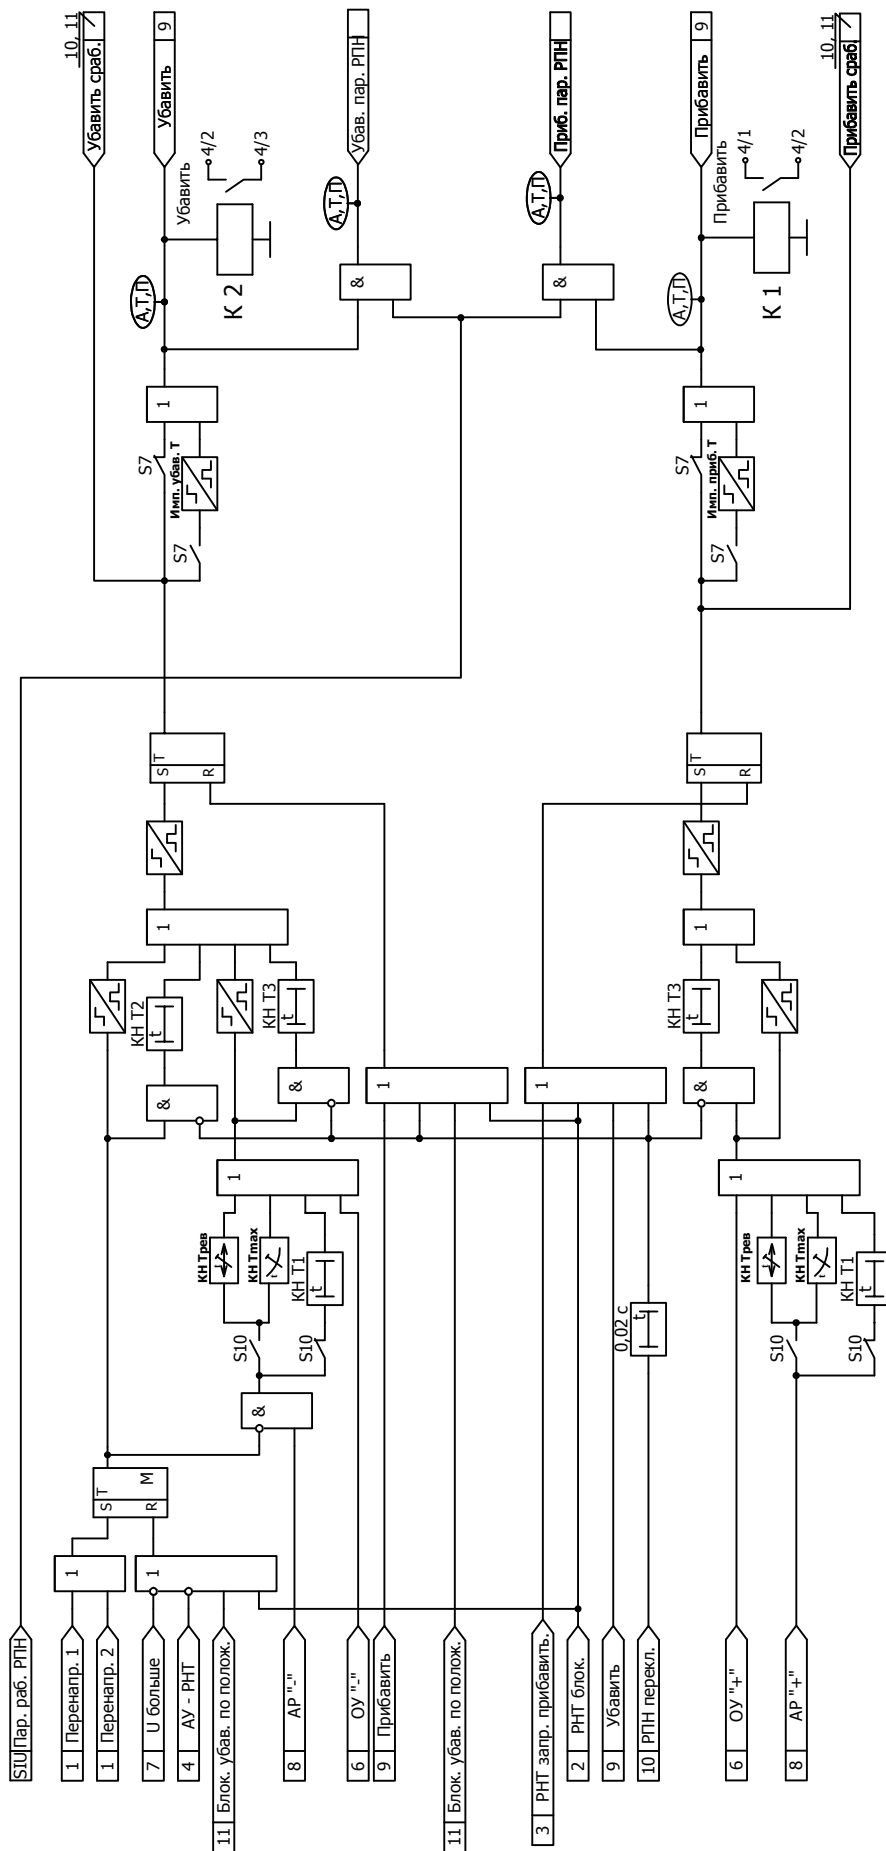 10, 11
Убавить сраб.
Убавить 9
Убав. пар. РПН
Приб. пар. РПН
Прибавить 9
10, 11
Прибавить сраб.
Убавить
4/2
4/3
Прибавить
4/1
4/2
А,Т,П
А,Т,П
А,Т,П
А,Т,П
К 2
К 1
&
&
1
1
S7
Имп. убав. Т
S7
S7
Имп. приб. Т
S7
S T
R
S T
R
1
1
КН Т2
t
КН Т3
t
КН Т3
t
&
&
1
1
&
1
1
КН Трев
t
КН Тmax
t
КН Т1
t
КН Трев
t
КН Тmax
t
КН Т1
t
S10
S10
0,02 с
t
S10
S10
&
S T
R M
1
1
SIU Пар. раб. РПН
1 Перенапр. 1
1 Перенапр. 2
7 U больше
4 АУ - РНТ
11 Блок. убав. по полож.
8 АР "-"
6 ОУ "-"
9 Прибавить
11 Блок. убав. по полож.
3 РНТ запр. прибавить.
2 РНТ блок.
9 Убавить
10 РПН перекл.
6 ОУ "+"
8 АР "+"